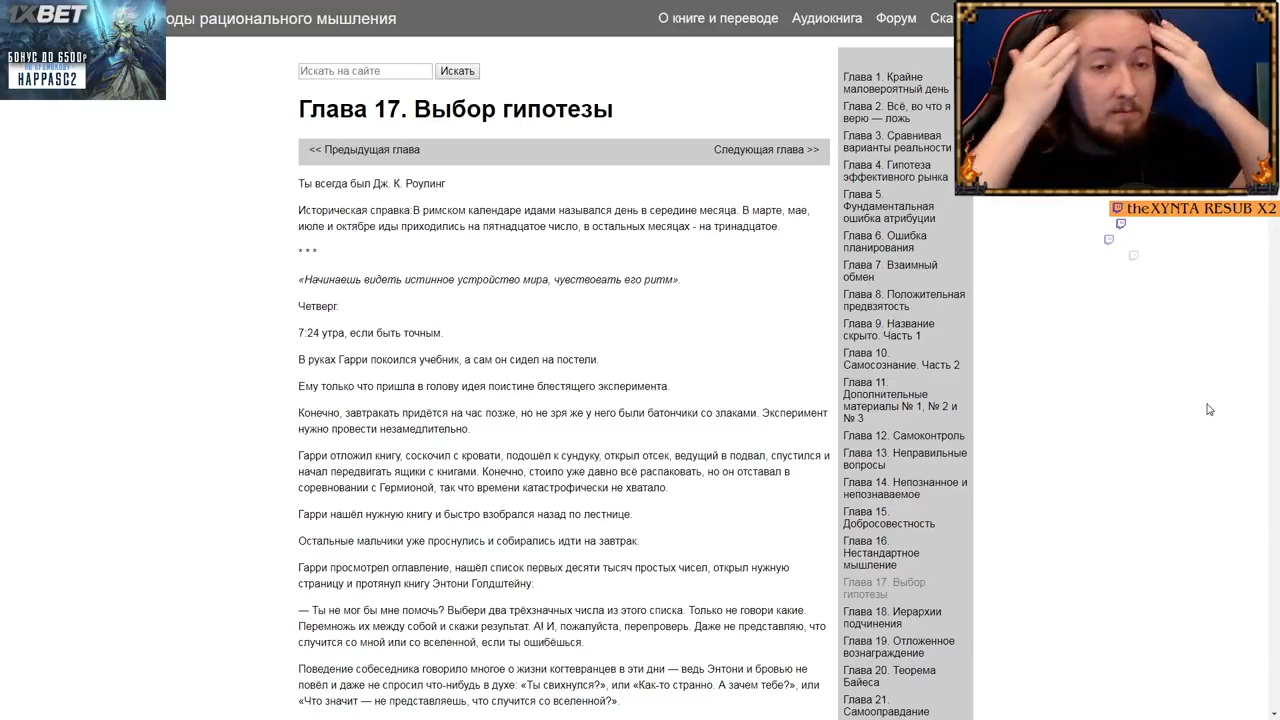 1XBET
БОНУС ДО 6500₽
ПО ПРОМОКОДУ
HAPPASC2
оды рационального мышления
О книге и переводе
Аудиокнига
Форум
Ска
Искать на сайте
Искать
Глава 17. Выбор гипотезы
<< Предыдущая глава
Следующая глава >>
Ты всегда был Дж. К. Роулинг
Историческая справка:В римском календаре идами назывался день в середине месяца. В марте, мае,
июле и октябре иды приходились на пятнадцатое число, в остальных месяцах - на тринадцатое.
* * *
«Начинаешь видеть истинное устройство мира, чувствовать его ритм».
Четверг.
7:24 утра, если быть точным.
В руках Гарри покоился учебник, а сам он сидел на постели.
Ему только что пришла в голову идея поистине блестящего эксперимента.
Конечно, завтракать придётся на час позже, но не зря же у него были батончики со злаками. Эксперимент
нужно провести незамедлительно.
Гарри отложил книгу, соскочил с кровати, подошёл к сундуку, открыл отсек, ведущий в подвал, спустился и
начал передвигать ящики с книгами. Конечно, стоило уже давно всё распаковать, но он отставал в
соревновании с Гермионой, так что времени катастрофически не хватало.
Гарри нашёл нужную книгу и быстро взобрался назад по лестнице.
Остальные мальчики уже проснулись и собирались идти на завтрак.
Гарри просмотрел оглавление, нашёл список первых десяти тысяч простых чисел, открыл нужную
страницу и протянул книгу Энтони Голдштейну:
— Ты не мог бы мне помочь? Выбери два трёхзначных числа из этого списка. Только не говори какие.
Перемножь их между собой и скажи результат. А! И, пожалуйста, перепроверь. Даже не представляю, что
случится со мной или со вселенной, если ты ошибёшься.
Поведение собеседника говорило многое о жизни когтевранцев в эти дни — ведь Энтони и бровью не
повёл и даже не спросил что-нибудь в духе: «Ты свихнулся?», или «Как-то странно. А зачем тебе?», или
«Что значит — не представляешь, что случится со вселенной?».
Глава 1. Крайне
маловероятный день
Глава 2. Всё, во что я
верю — ложь
Глава 3. Сравнивая
варианты реальности
Глава 4. Гипотеза
эффективного рынка
Глава 5.
Фундаментальная
ошибка атрибуции
Глава 6. Ошибка
планирования
Глава 7. Взаимный
обмен
Глава 8. Положительная
предвзятость
Глава 9. Название
скрыто. Часть 1
Глава 10.
Самосознание. Часть 2
Глава 11.
Дополнительные
материалы № 1, № 2 и
№ 3
Глава 12. Самоконтроль
Глава 13. Неправильные
вопросы
Глава 14. Непознанное и
непознаваемое
Глава 15.
Добросовестность
Глава 16.
Нестандартное
мышление
Глава 17. Выбор
гипотезы
Глава 18. Иерархии
подчинения
Глава 19. Отложенное
вознаграждение
Глава 20. Теорема
Байеса
Глава 21.
Самооправдание
theXYNTA RESUB X2